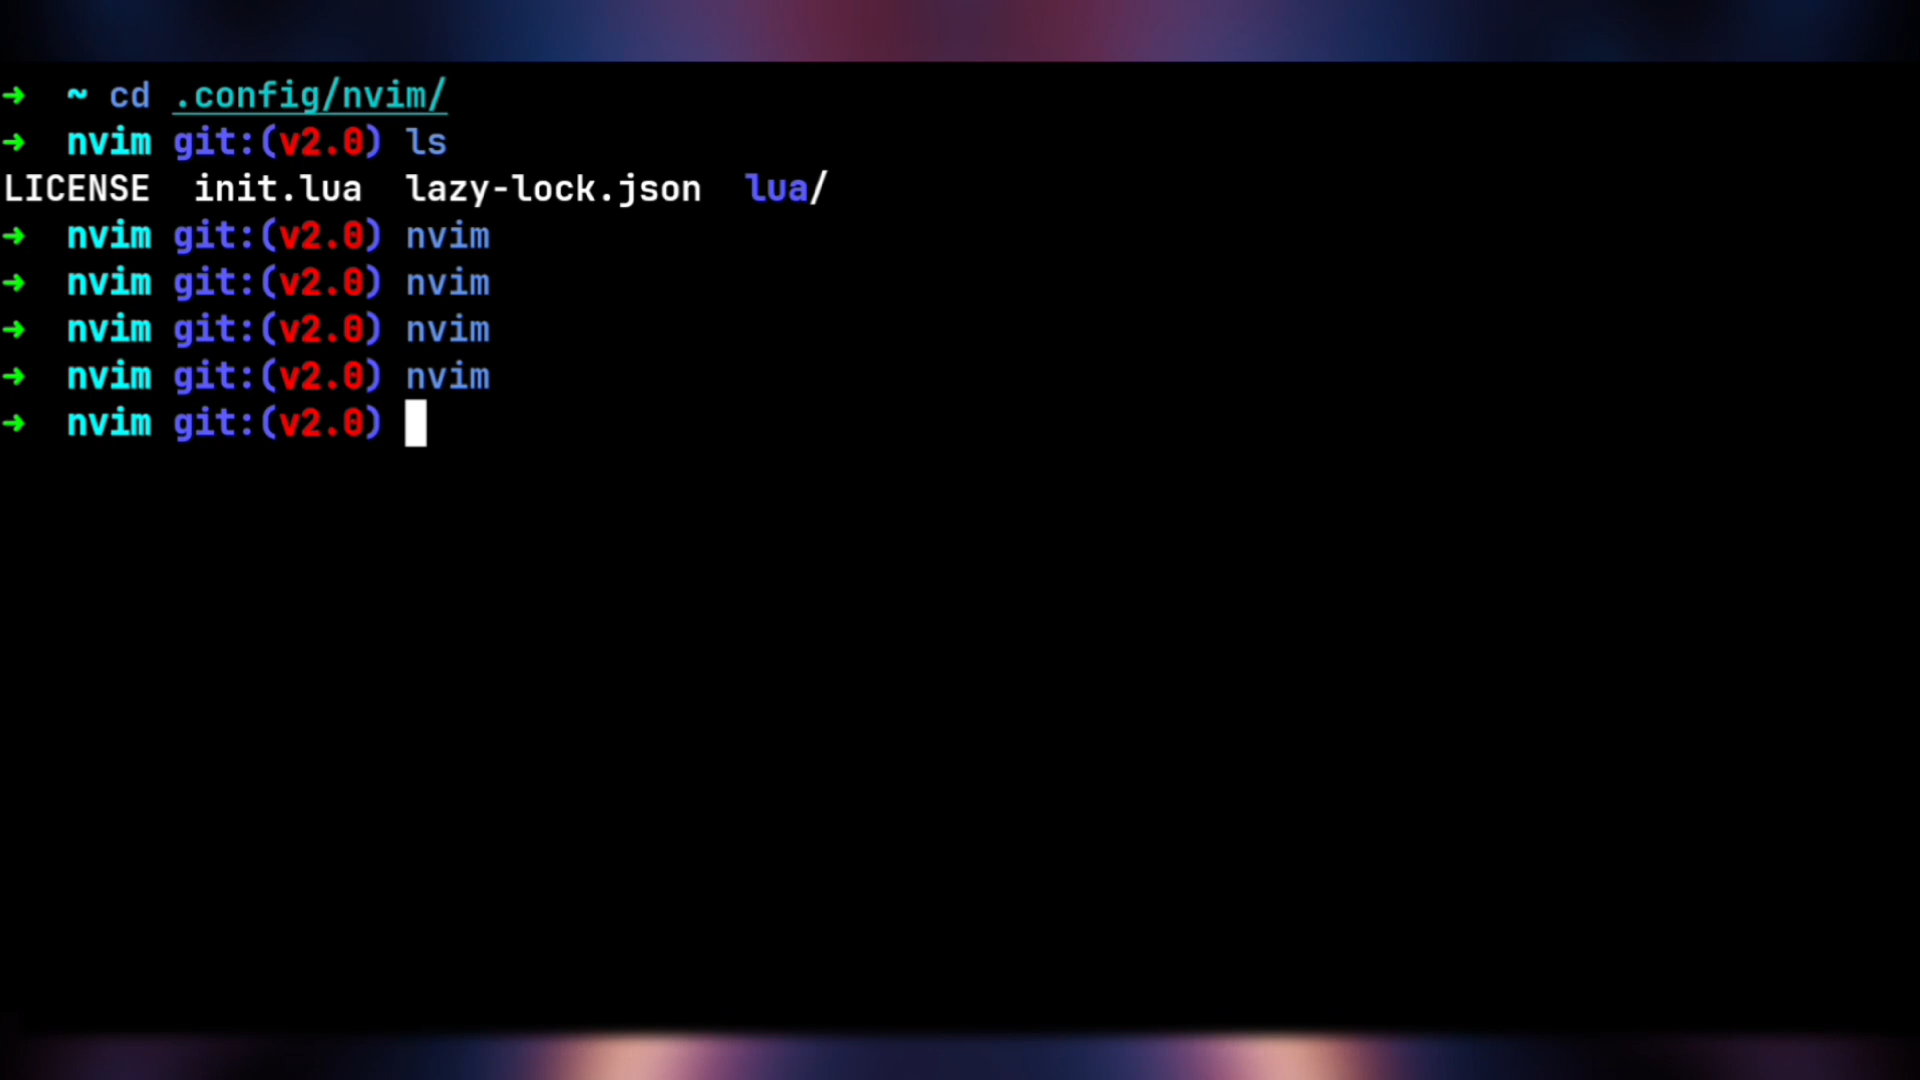 ➜  ~ cd .config/nvim/
➜  nvim git:(v2.0) ls
LICENSE  init.lua  lazy-lock.json  lua/
➜  nvim git:(v2.0) nvim
➜  nvim git:(v2.0) nvim
➜  nvim git:(v2.0) nvim
➜  nvim git:(v2.0) nvim
➜  nvim git:(v2.0)